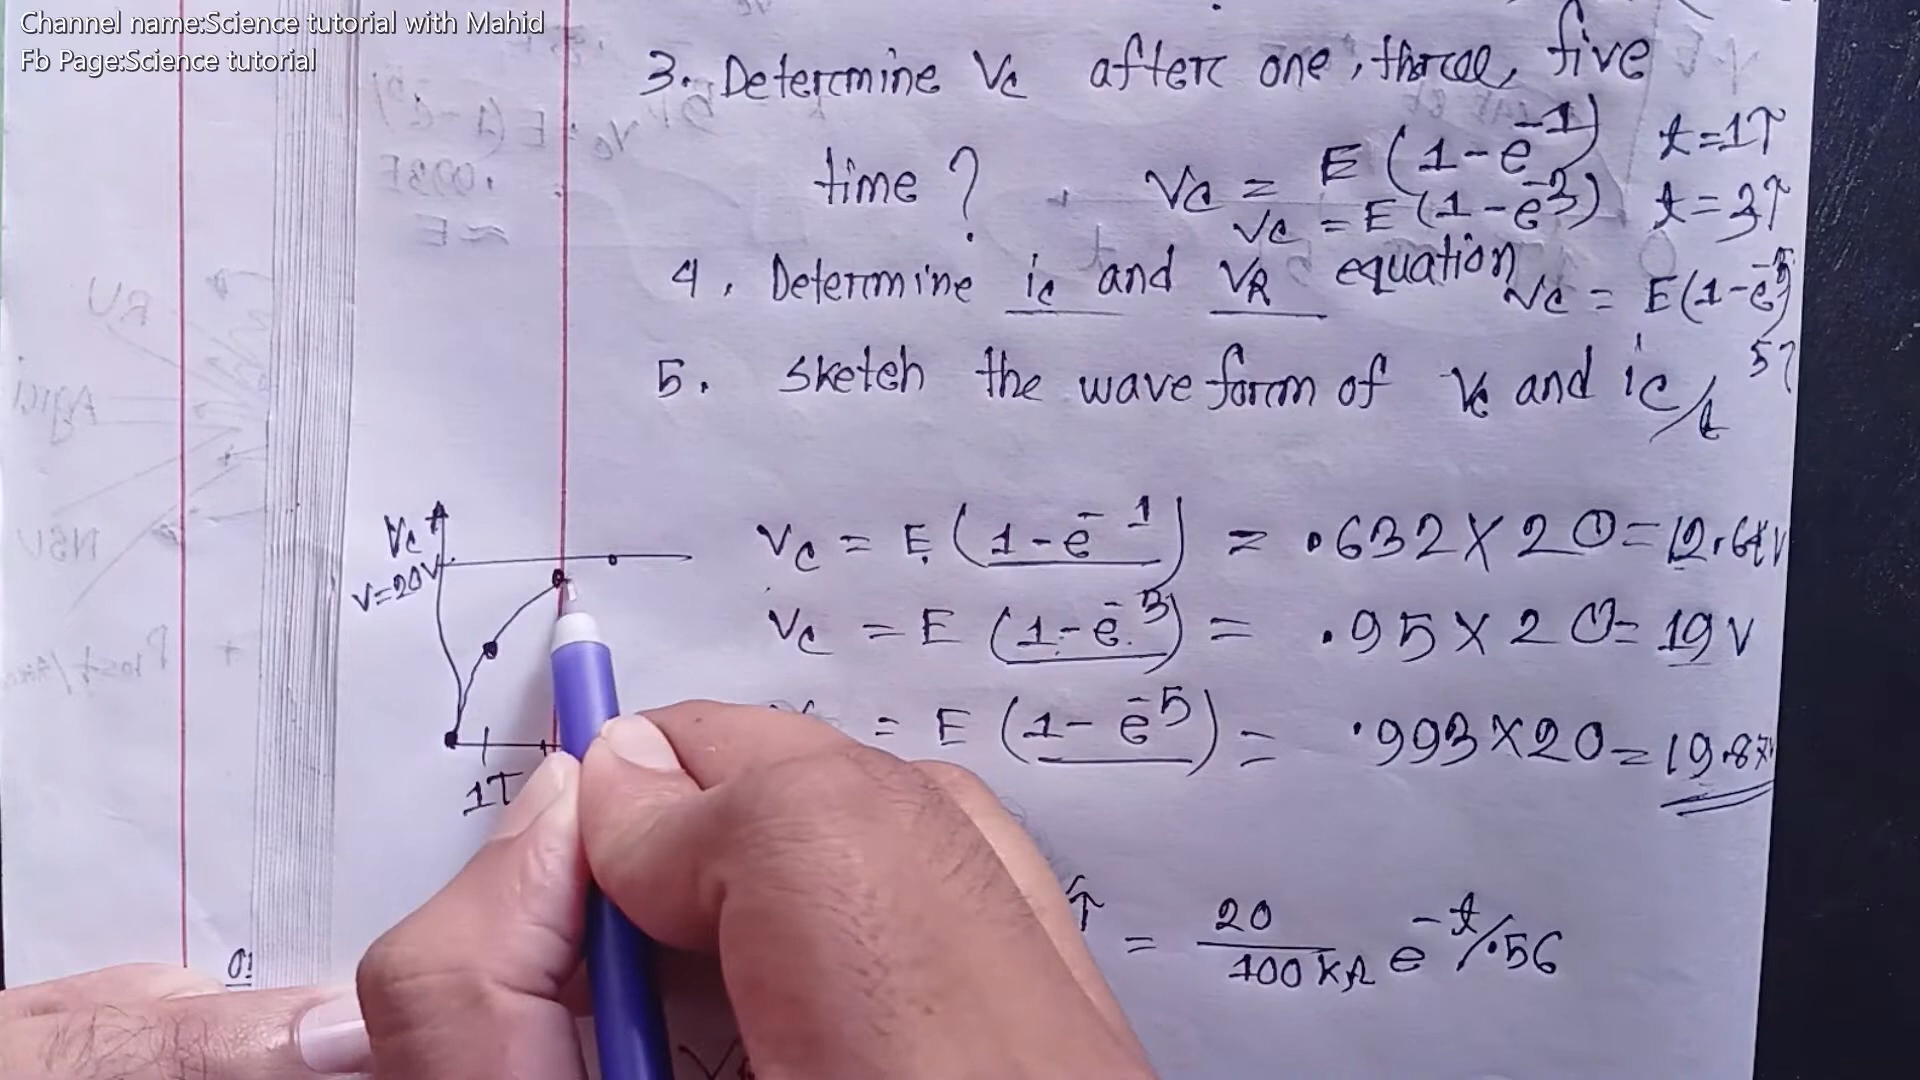 Channel name:Science tutorial with Mahid
Fb Page:Science tutorial
3. Determine Vc after one, three, five
time ? Vc = E (1-e^-1) t=1τ
Vc = E (1-e^-3) t=3τ
4. Determine ic and VR equation
Vc = E(1-e^-5)
5τ
5. sketch the wave form of Vc and ic/t
Vc
V=20V
1τ
Vc = E (1-e^-1) = .632 X 20 = 12.64V
Vc = E (1-e^-3) = .95 X 20 = 19 V
= E (1-e^-5) = .993 X 20 =
= 20/100 KΩ e^-t/.56